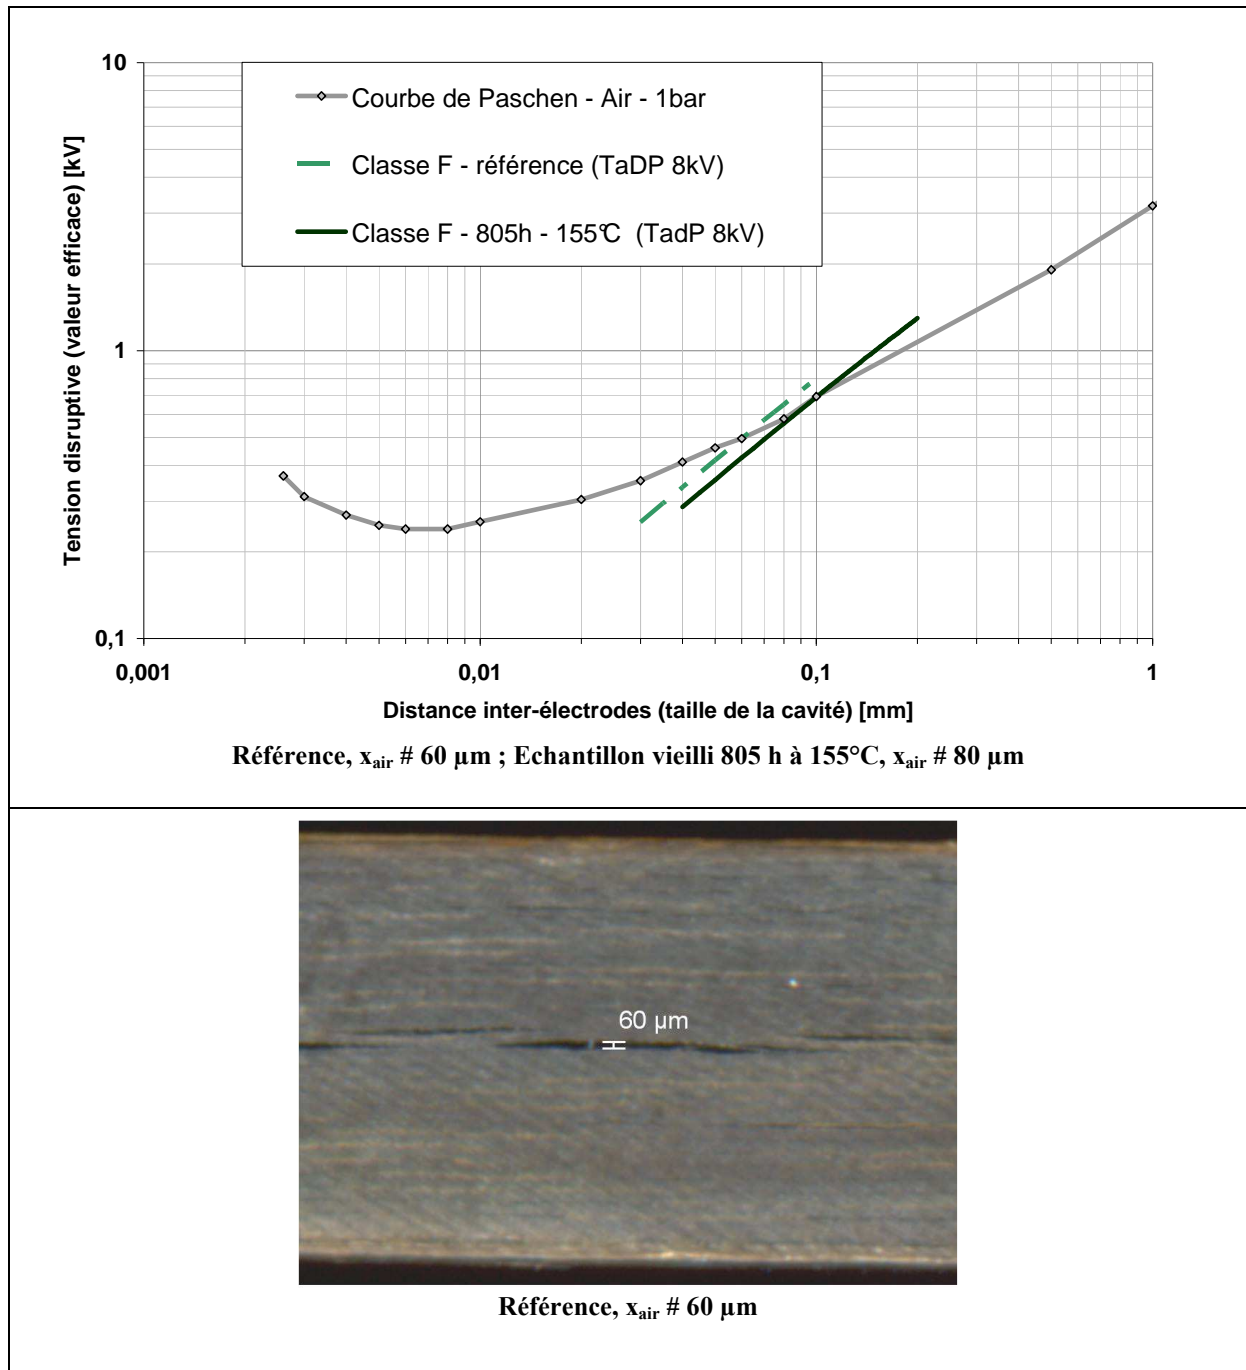 Tension disruptive (valeur efficace) [kV]
10
1
0,1
Courbe de Paschen - Air - 1bar
Classe F - référence (TaDP 8kV)
Classe F - 805h - 155°C (TadP 8kV)
0,001
0,01
0,1
1
Distance inter-électrodes (taille de la cavité) [mm]
Référence, xair # 60 µm ; Echantillon vieilli 805 h à 155°C, xair # 80 µm
60 µm
Référence, xair # 60 µm